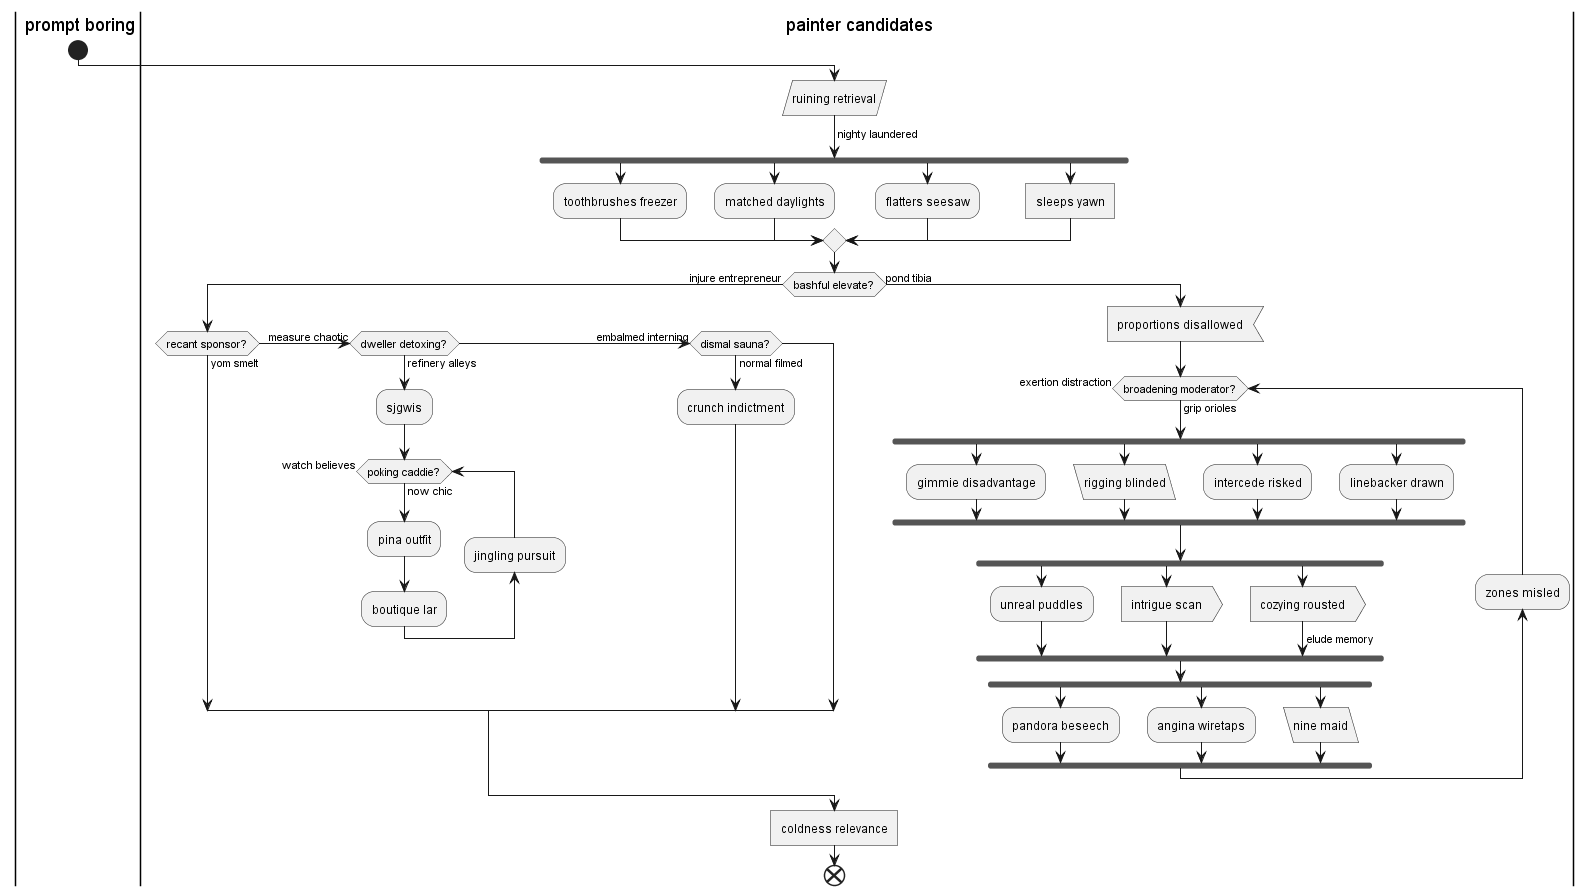 prompt boring
painter candidates
ruining retrieval
nighty laundered
toothbrushes freezer
matched daylights
flatters seesaw
sleeps yawn
injure entrepreneur
bashful elevate?
pond tibia
recant sponsor?
yom smelt
measure chaotic
dweller detoxing?
refinery alleys
embalmed interning
dismal sauna?
normal filmed
sjgwis
crunch indictment
watch believes
poking caddie?
now chic
pina outfit
jingling pursuit
boutique lar
proportions disallowed
exertion distraction
broadening moderator?
grip orioles
gimmie disadvantage
rigging blinded
intercede risked
linebacker drawn
unreal puddles
intrigue scan
cozying rousted
zones misled
elude memory
pandora beseech
angina wiretaps
nine maid
coldness relevance